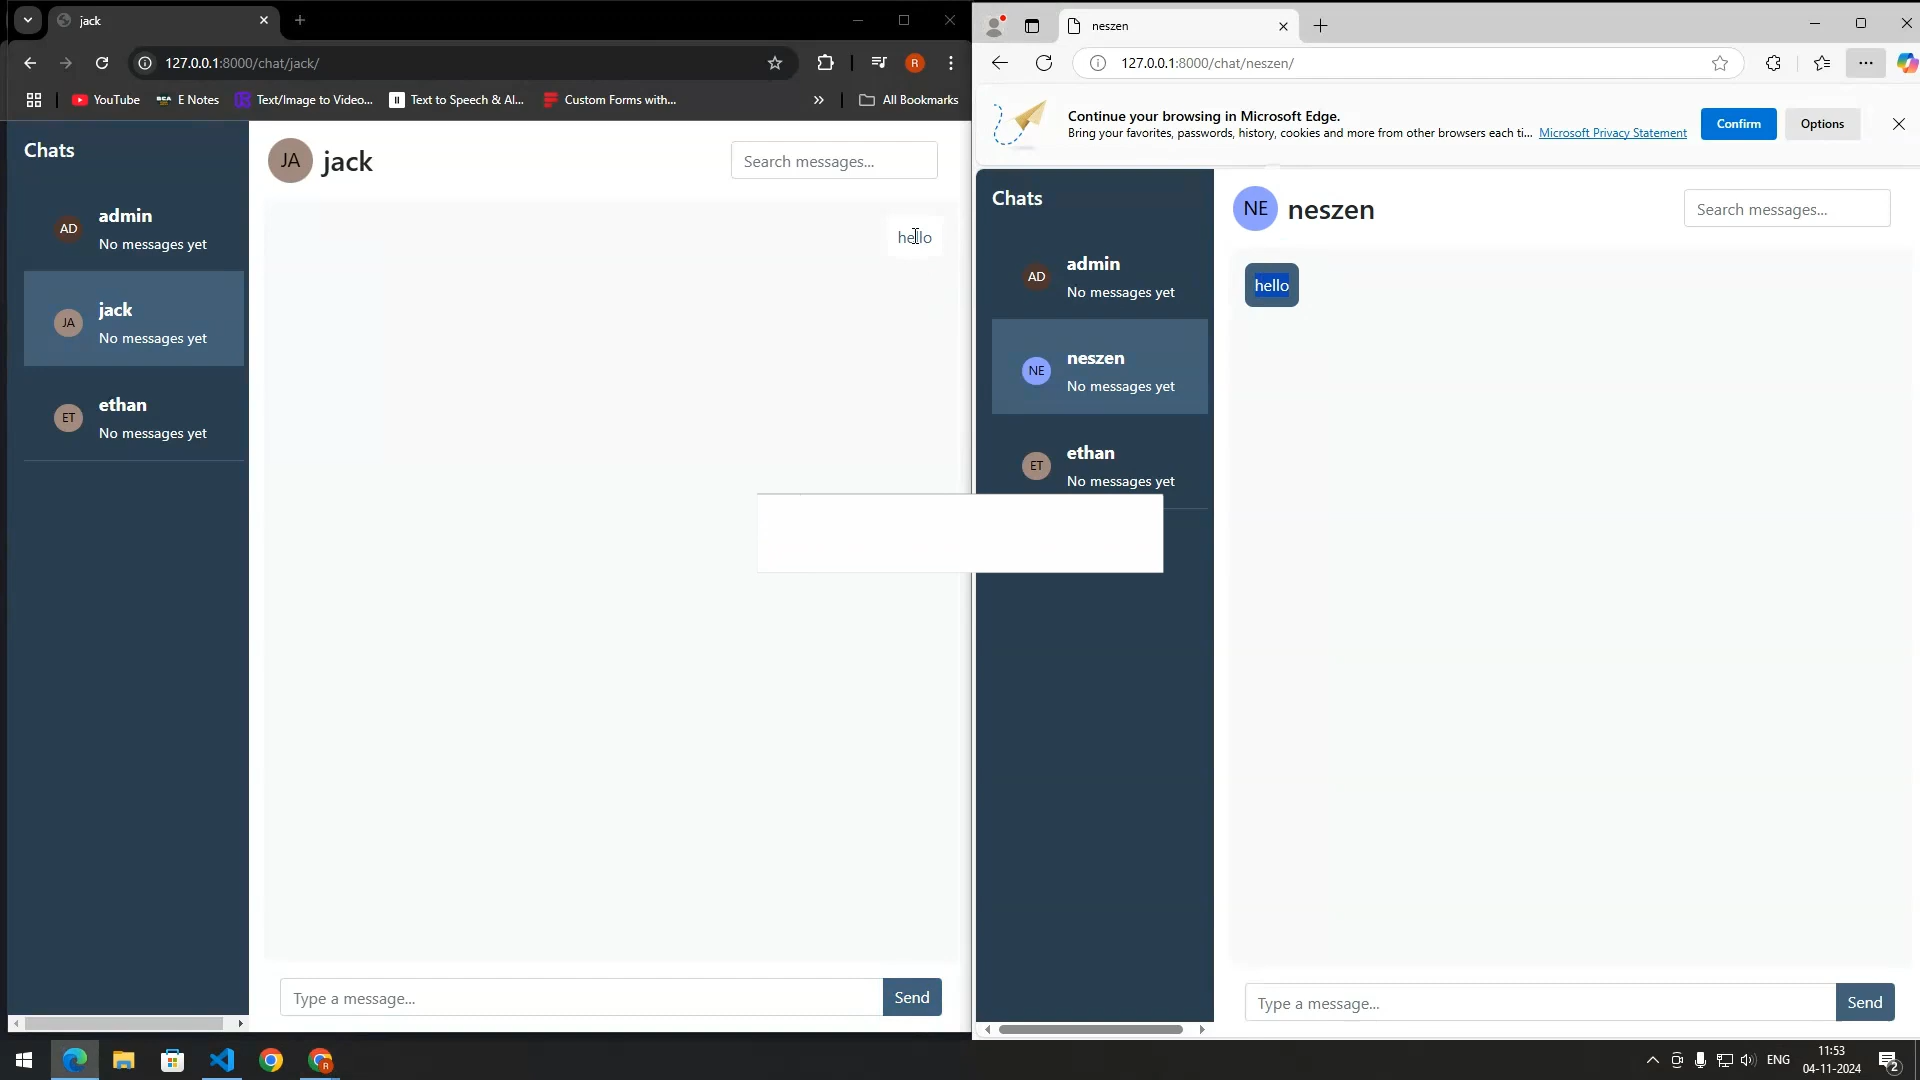 jack
127.0.0.1:8000/chat/jack/
R
YouTube
E Notes
Text/Image to Video...
Text to Speech & AI...
Custom Forms with...
All Bookmarks
Chats
AD
admin
No messages yet
JA
jack
No messages yet
ET
ethan
No messages yet
JA
jack
Search messages...
hello
Type a message...
Send
neszen
127.0.0.1:8000/chat/neszen/
Continue your browsing in Microsoft Edge.
Bring your favorites, passwords, history, cookies and more from other browsers each ti... Microsoft Privacy Statement
Confirm
Options
Chats
AD
admin
No messages yet
NE
neszen
No messages yet
ET
ethan
No messages yet
NE
neszen
Search messages...
hello
Type a message...
Send
ENG
11:53
04-11-2024
2